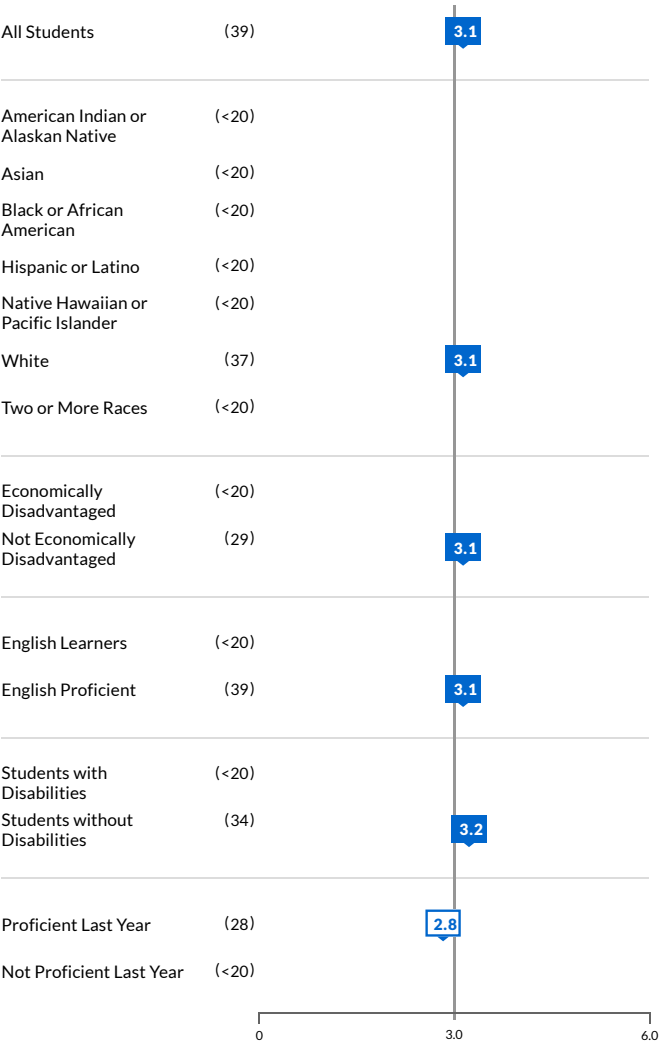 All Students (39) 3.1
American Indian or (<20)
Alaskan Native
Asian (<20)
Black or African (<20)
American
Hispanic or Latino (<20)
Native Hawaiian or (<20)
Pacific Islander
White (37) 3.1
Two or More Races (<20)
Economically (<20)
Disadvantaged
Not Economically (29) 3.1
Disadvantaged
English Learners (<20)
English Proficient (39) 3.1
Students with (<20)
Disabilities
Students without (34) 3.2
Disabilities
Proficient Last Year (28) 2.8
Not Proficient Last Year (<20)
0 3.0 6.0